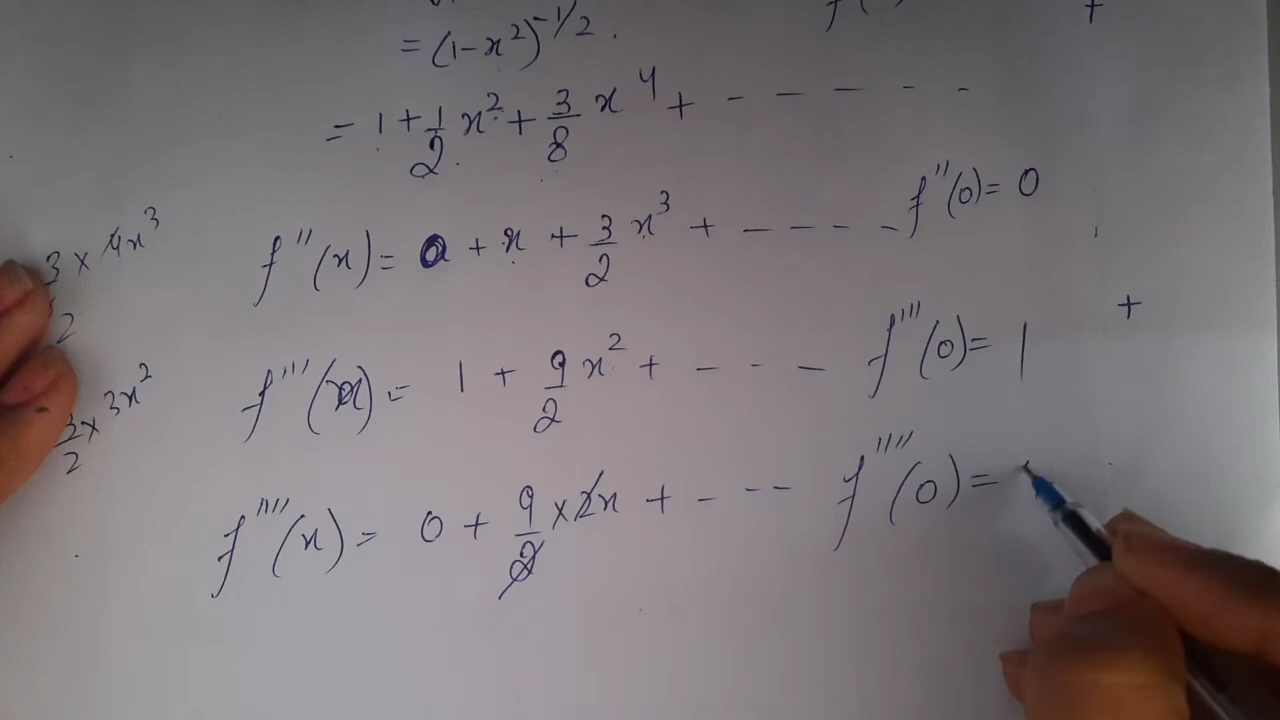 = (1-x²)^-1/2 .
= 1 + 1/2 x² + 3/8 x⁴ + - - - - - -
f''(x) = 0 + x + 3/2 x³ + - - - - - f''(0) = 0
3 × 4x³
2
f'''(x) = 1 + 9/2 x² + - - - f'''(0) = 1
+
3/2 × 3x²
f''''(x) = 0 + 9/2 × 2x + - - - f''''(0) =